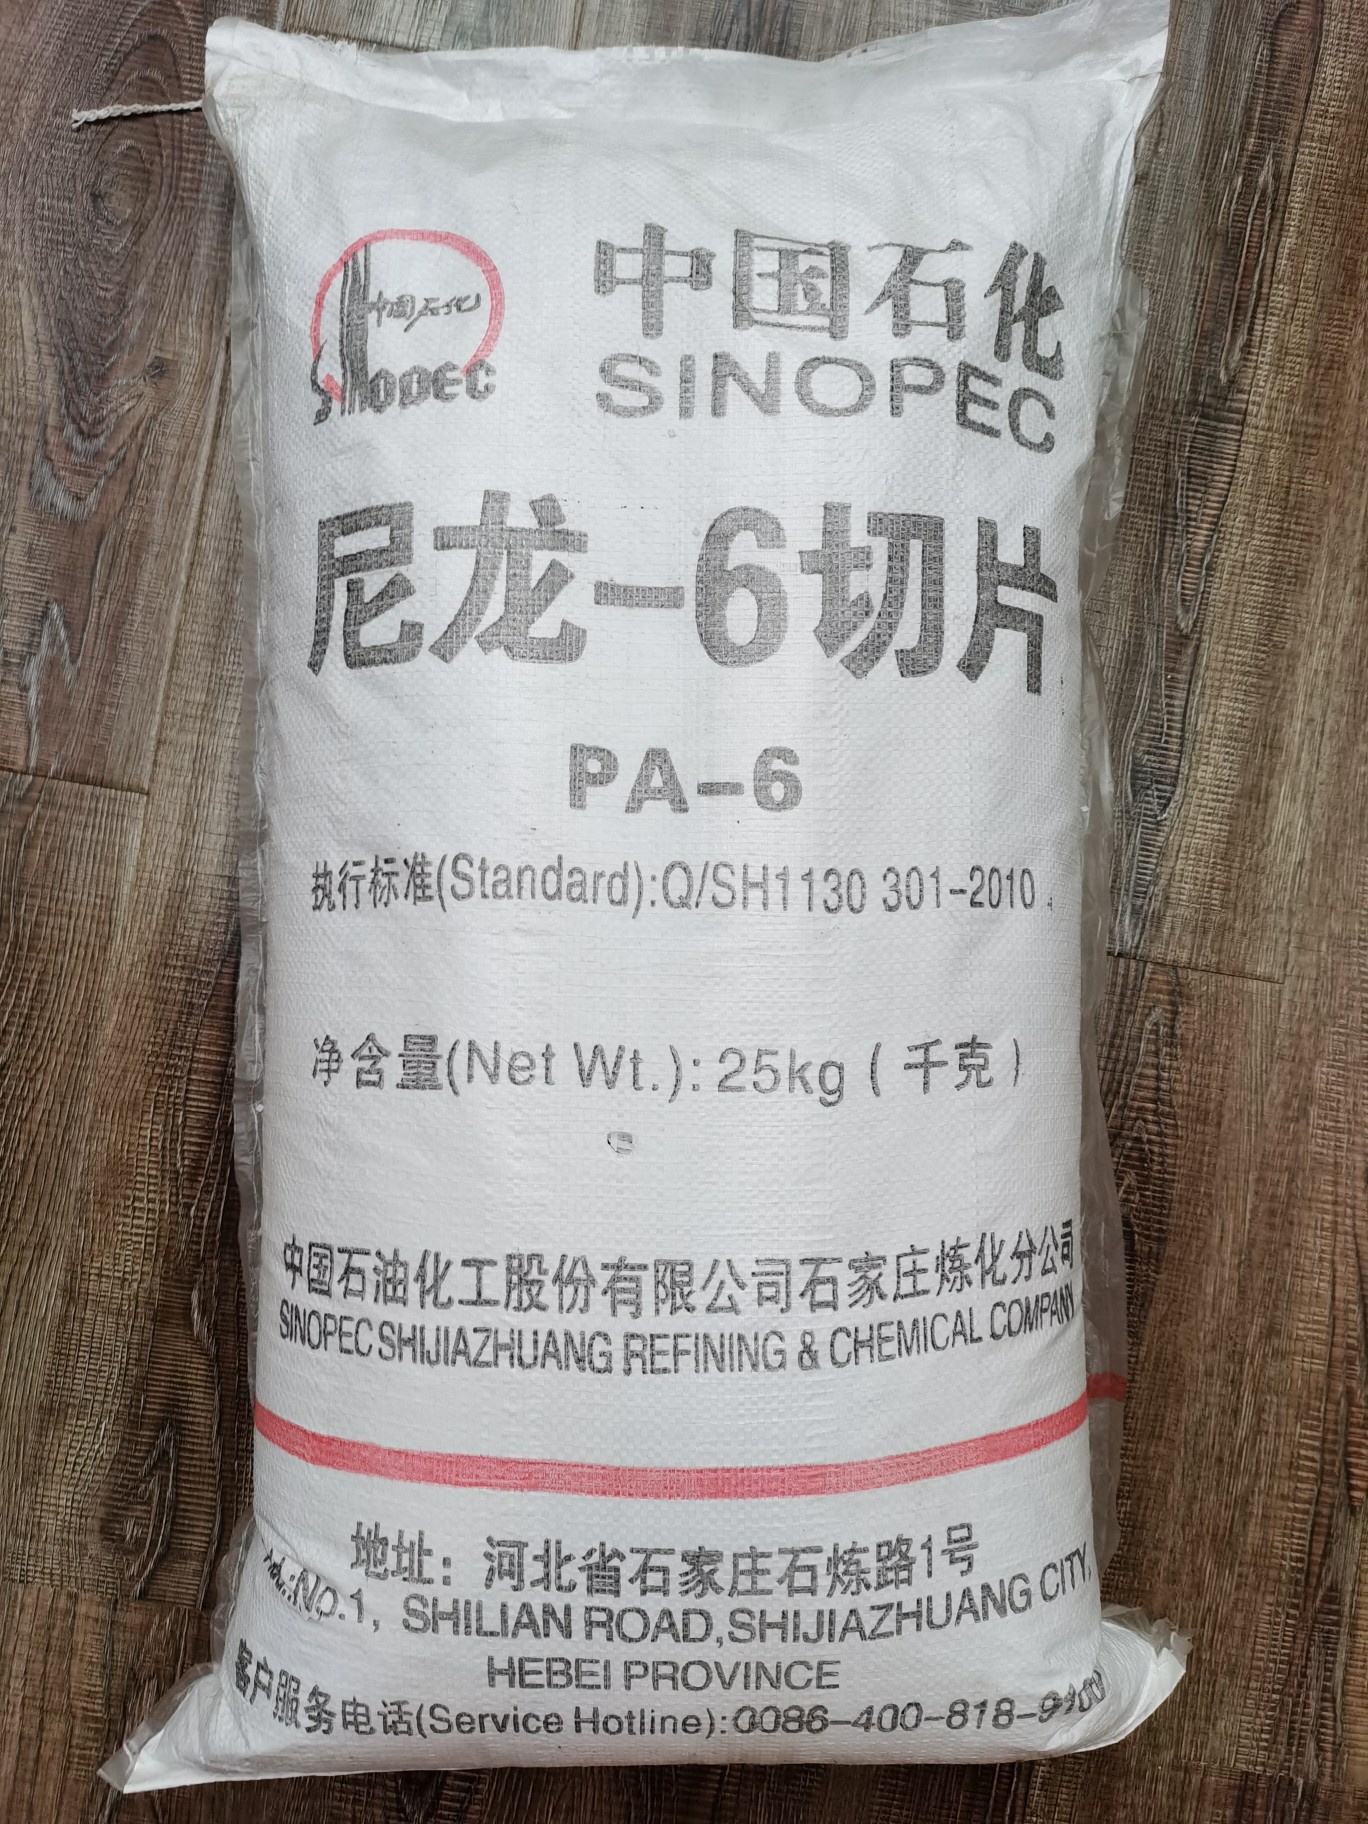 中国石化
SINOPEC
中国石化
SINOPEC
尼龙-6切片
PA-6
执行标准(Standard):Q/SH1130 301-2010
净含量(Net Wt.): 25kg ( 千克 )
中国石油化工股份有限公司石家庄炼化分公司
SINOPEC SHIJIAZHUANG REFINING & CHEMICAL COMPANY
地址: 河北省石家庄石炼路1号
NO.1, SHILIAN ROAD,SHIJIAZHUANG CITY,
HEBEI PROVINCE
客户服务电话(Service Hotline):0086-400-818-